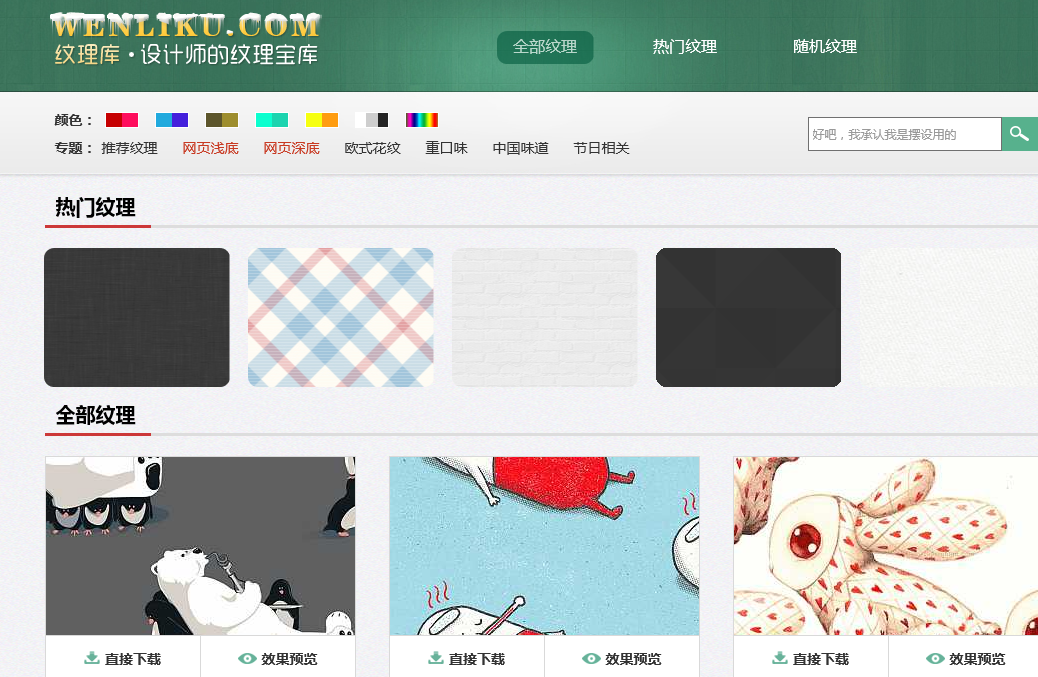 WENLIKU.COM
纹理库·设计师的纹理宝库
全部纹理 热门纹理 随机纹理
颜色：
好吧，我承认我是摆设用的
专题： 推荐纹理 网页浅底 网页深底 欧式花纹 重口味 中国味道 节日相关
热门纹理
全部纹理
直接下载 效果预览 直接下载 效果预览 直接下载 效果预览